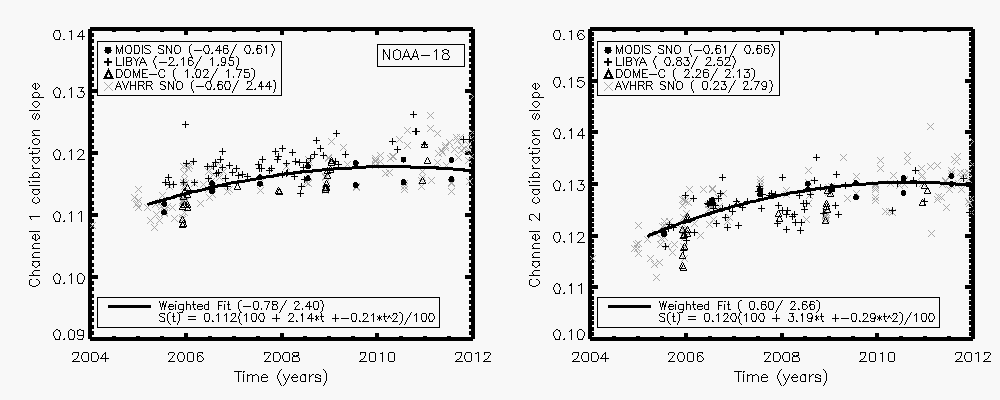 0.14
0.13
0.12
0.11
0.10
0.09
Channel 1 calibration slope
MODIS SNO (-0.46/ 0.61)
LIBYA (-2.16/ 1.95)
DOME-C ( 1.02/ 1.75)
AVHRR SNO (-0.60/ 2.44)
NOAA-18
Weighted Fit (-0.78/ 2.40)
S(t) = 0.112(100 + 2.14*t +-0.21*t^2)/100
2004 2006 2008 2010 2012
Time (years)
0.16
0.15
0.14
0.13
0.12
0.11
0.10
Channel 2 calibration slope
MODIS SNO (-0.61/ 0.66)
LIBYA ( 0.83/ 2.52)
DOME-C ( 2.26/ 2.13)
AVHRR SNO ( 0.23/ 2.79)
Weighted Fit ( 0.60/ 2.66)
S(t) = 0.120(100 + 3.19*t +-0.29*t^2)/100
2004 2006 2008 2010 2012
Time (years)